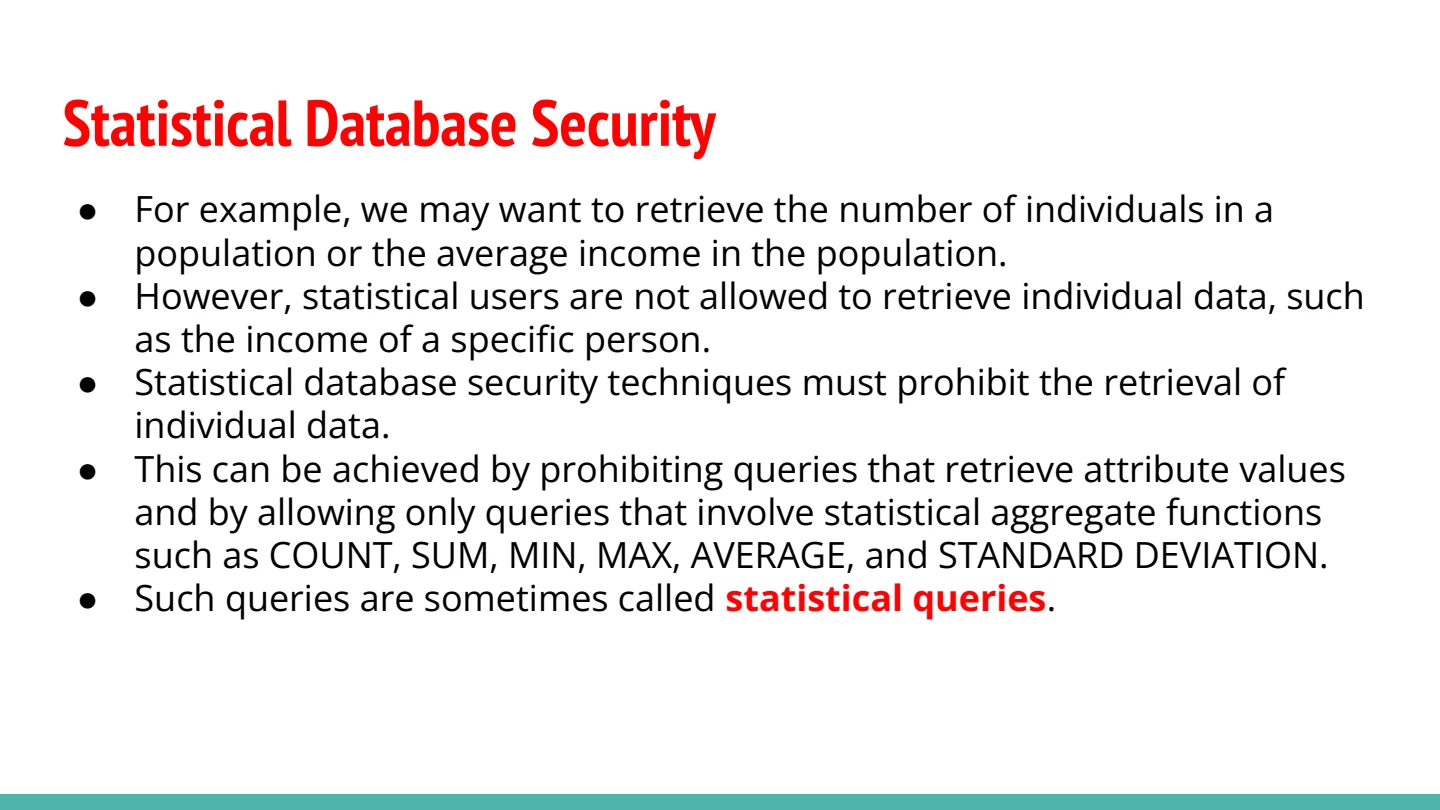 Statistical Database Security
● For example, we may want to retrieve the number of individuals in a
population or the average income in the population.
● However, statistical users are not allowed to retrieve individual data, such
as the income of a specific person.
● Statistical database security techniques must prohibit the retrieval of
individual data.
● This can be achieved by prohibiting queries that retrieve attribute values
and by allowing only queries that involve statistical aggregate functions
such as COUNT, SUM, MIN, MAX, AVERAGE, and STANDARD DEVIATION.
● Such queries are sometimes called statistical queries.